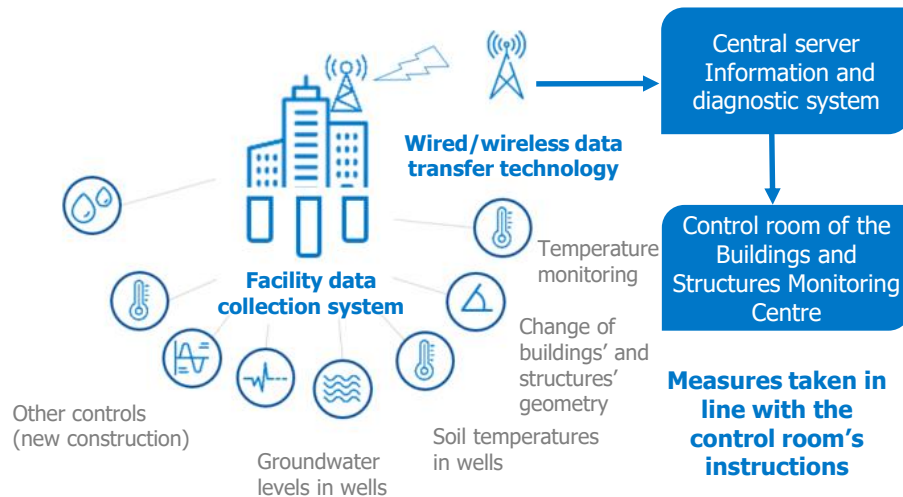 Central server
Information and
diagnostic system
Wired/wireless data
transfer technology
Control room of the
Buildings and
Structures Monitoring
Centre
Temperature
monitoring
Facility data
collection system
Change of
buildings’ and
structures’
geometry
Measures taken in
line with the
control room’s
instructions
Other controls
(new construction)
Soil temperatures
in wells
Groundwater
levels in wells